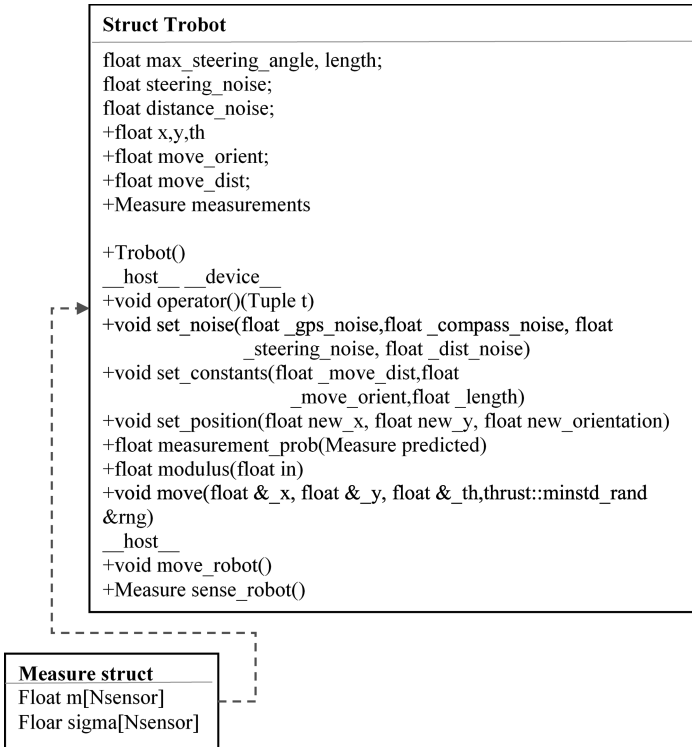 Struct Trobot
float max_steering_angle, length;
float steering_noise;
float distance_noise;
+float x,y,th
+float move_orient;
+float move_dist;
+Measure measurements
+Trobot()
__host__ __device__
+void operator()(Tuple t)
+void set_noise(float _gps_noise,float _compass_noise, float
_steering_noise, float _dist_noise)
+void set_constants(float _move_dist,float
_move_orient,float _length)
+void set_position(float new_x, float new_y, float new_orientation)
+float measurement_prob(Measure predicted)
+float modulus(float in)
+void move(float &_x, float &_y, float &_th,thrust::minstd_rand
&rng)
__host__
+void move_robot()
+Measure sense_robot()
Measure struct
Float m[Nsensor]
Floar sigma[Nsensor]